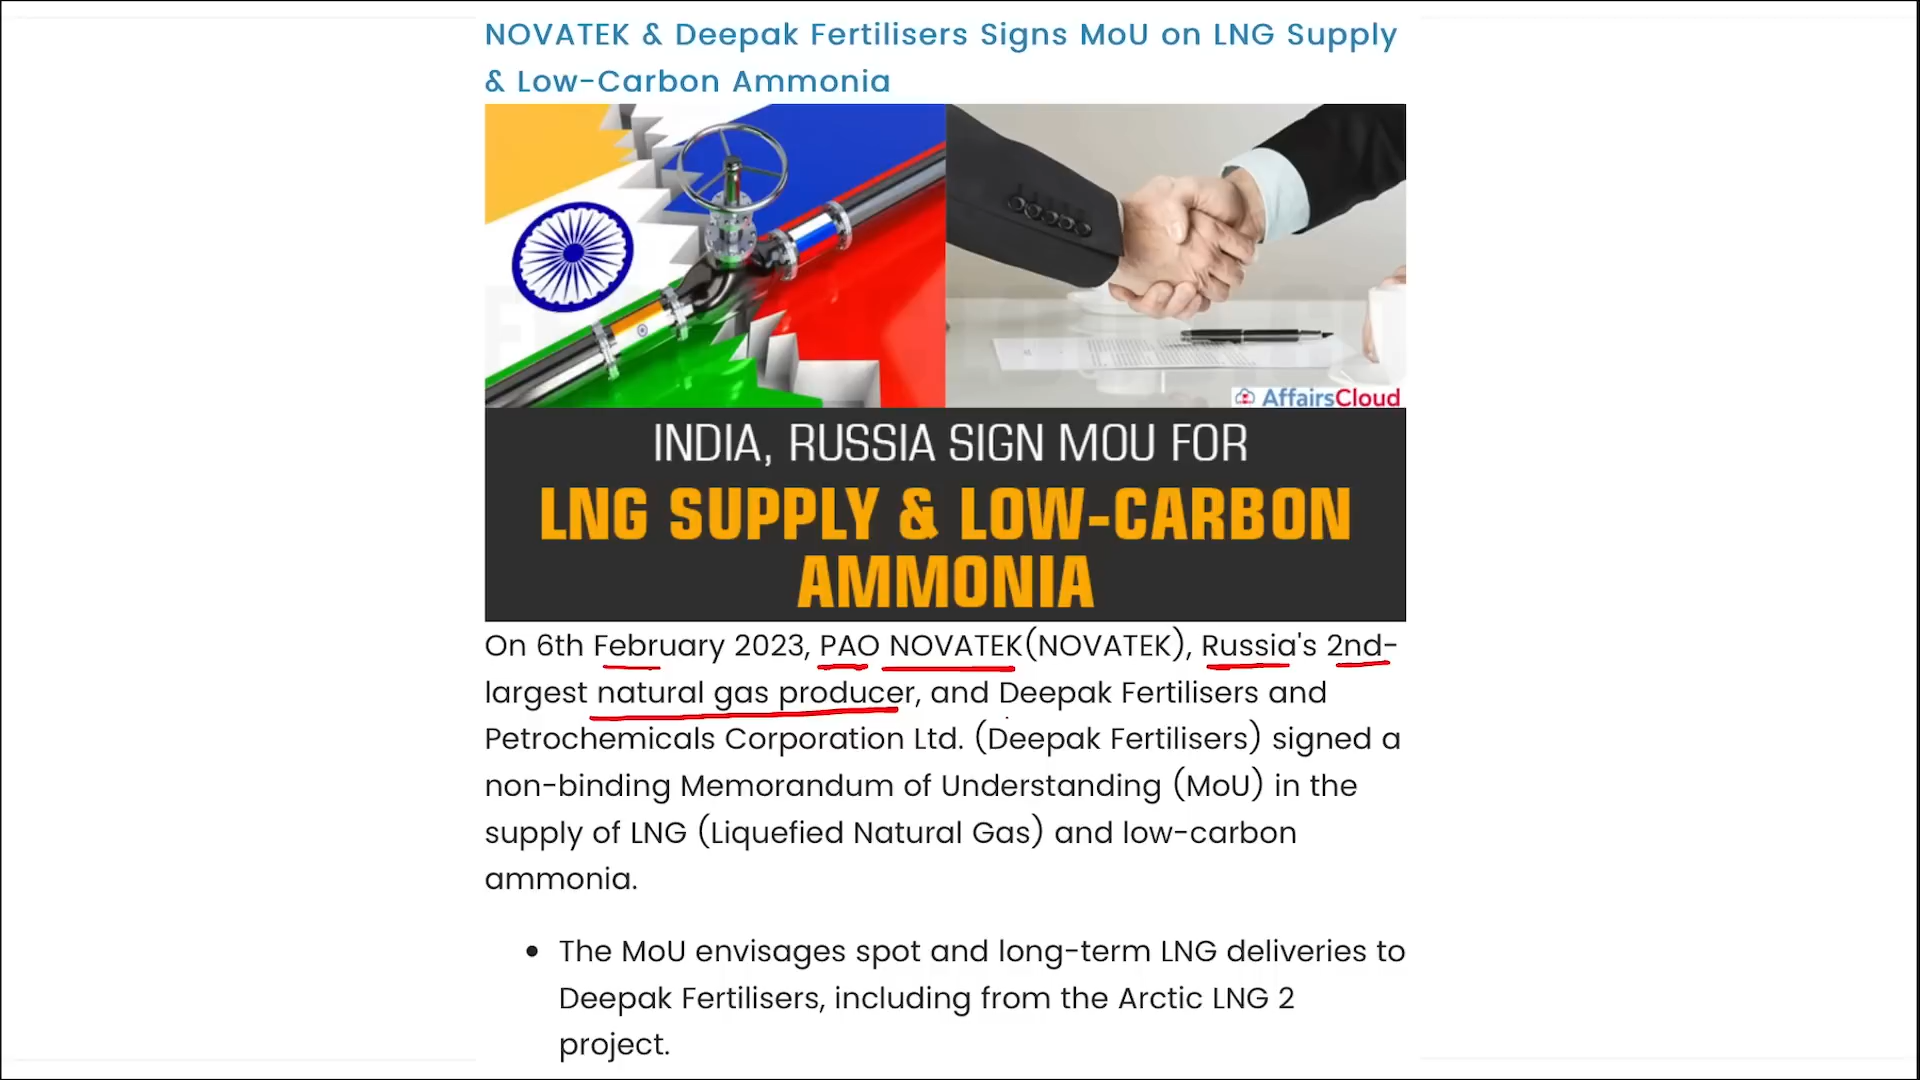 NOVATEK & Deepak Fertilisers Signs MoU on LNG Supply
& Low-Carbon Ammonia
AffairsCloud
INDIA, RUSSIA SIGN MOU FOR
LNG SUPPLY & LOW-CARBON
AMMONIA
On 6th February 2023, PAO NOVATEK(NOVATEK), Russia's 2nd-
largest natural gas producer, and Deepak Fertilisers and
Petrochemicals Corporation Ltd. (Deepak Fertilisers) signed a
non-binding Memorandum of Understanding (MoU) in the
supply of LNG (Liquefied Natural Gas) and low-carbon
ammonia.
• The MoU envisages spot and long-term LNG deliveries to
Deepak Fertilisers, including from the Arctic LNG 2
project.